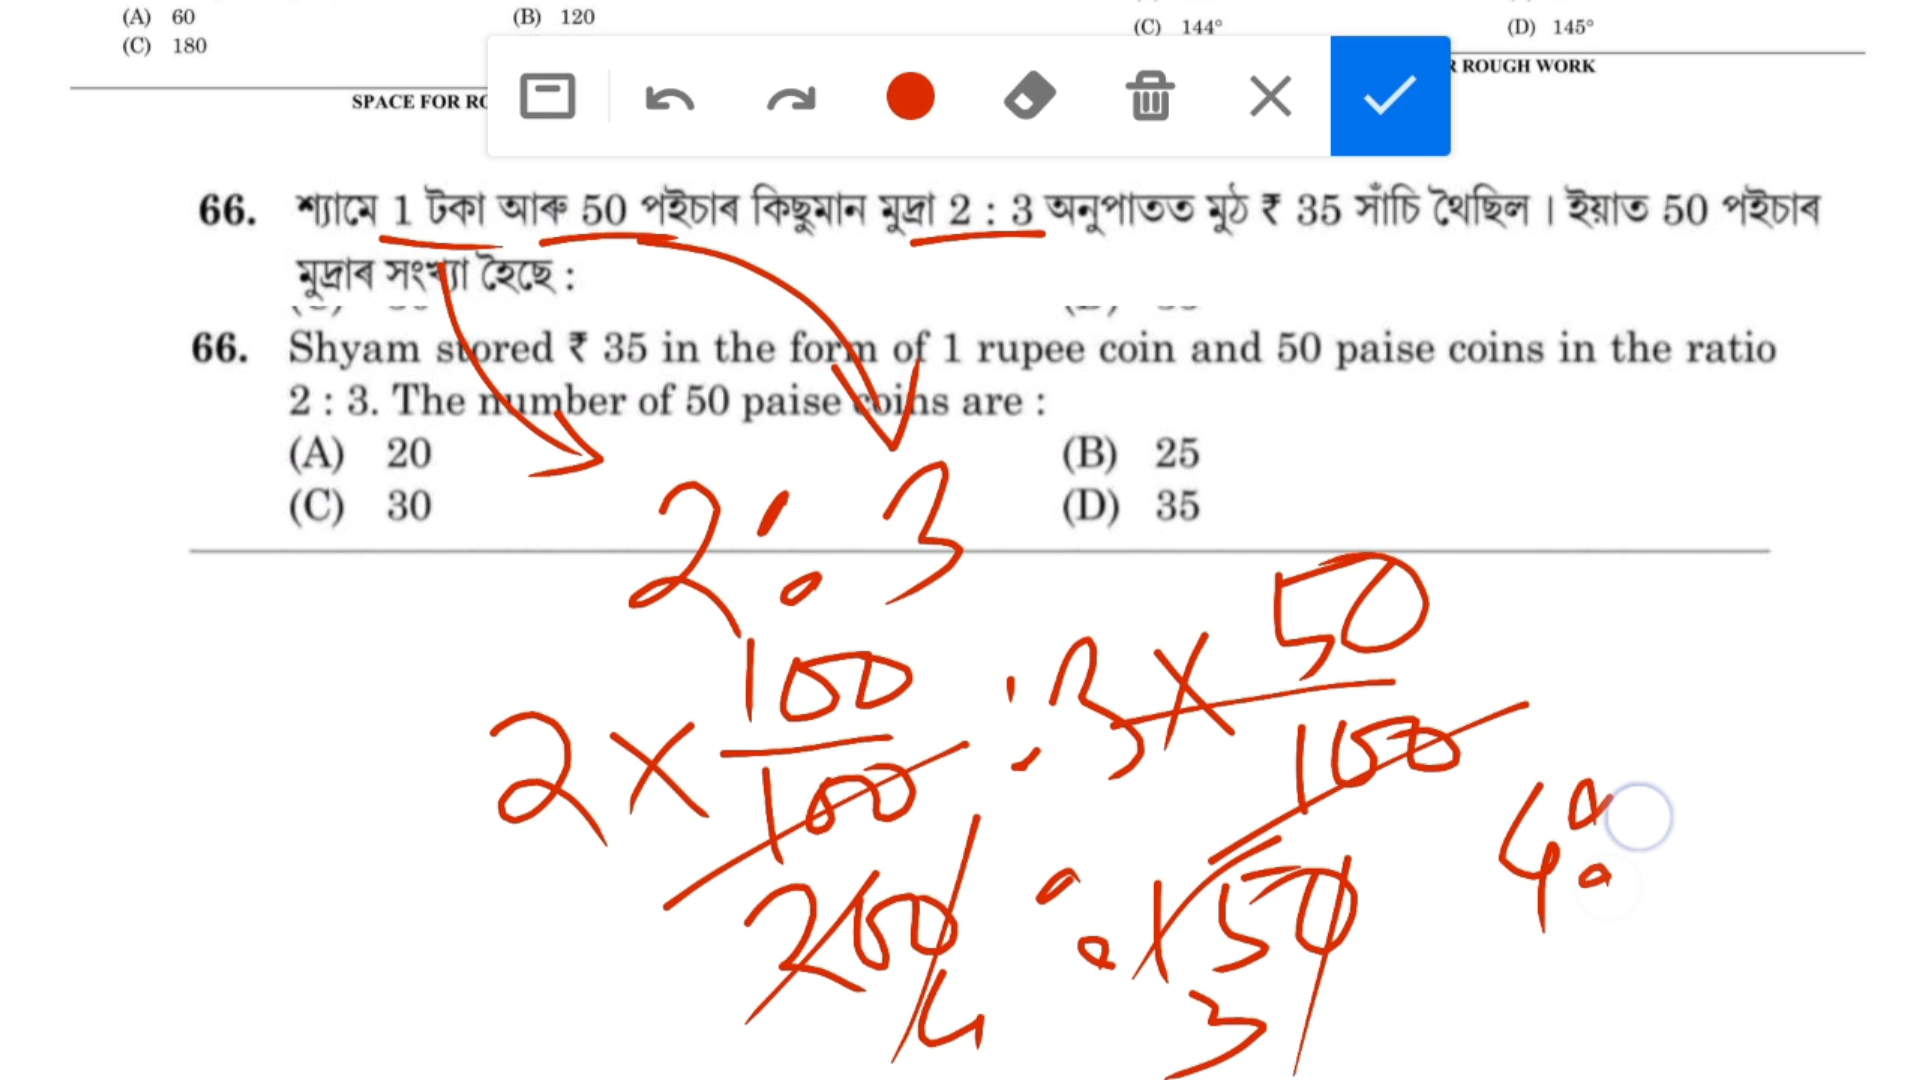 (A) 60 (B) 120
(C) 180
(C) 144° (D) 145°
SPACE FOR RO
R ROUGH WORK
66. শ্যামে 1 টকা আৰু 50 পইচাৰ কিছুমান মুদ্ৰা 2 : 3 অনুপাতত মুঠ ₹ 35 সাঁচি থৈছিল । ইয়াত 50 পইচাৰ
মুদ্ৰাৰ সংখ্যা হৈছে :
66. Shyam stored ₹ 35 in the form of 1 rupee coin and 50 paise coins in the ratio
2 : 3. The number of 50 paise coins are :
(A) 20 (B) 25
(C) 30 (D) 35
2 : 3
2 × 100/100 : 3 × 50/100
200 : 150
4 3
4 :